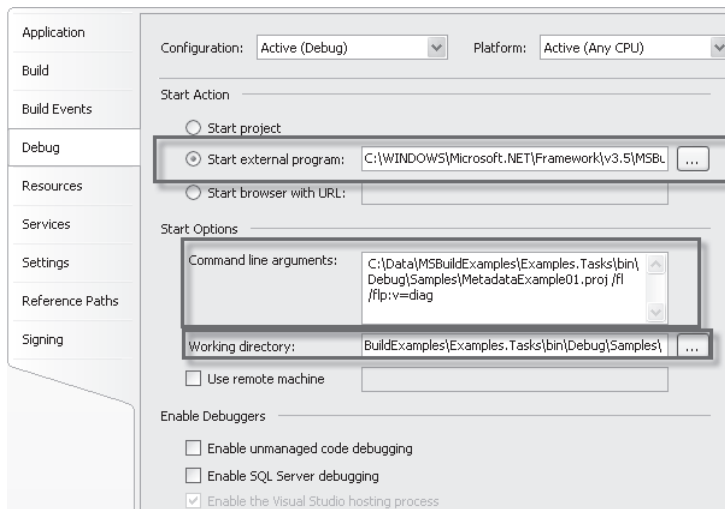 Application
Build
Build Events
Debug
Resources
Services
Settings
Reference Paths
Signing
Configuration: Active (Debug) Platform: Active (Any CPU)
Start Action
Start project
Start external program: C:\WINDOWS\Microsoft.NET\Framework\v3.5\MSBu ...
Start browser with URL:
Start Options
Command line arguments: C:\Data\MSBuildExamples\Examples.Tasks\bin\
Debug\Samples\MetadataExample01.proj /fl
/flp:v=diag
Working directory: BuildExamples\Examples.Tasks\bin\Debug\Samples\ ...
Use remote machine
Enable Debuggers
Enable unmanaged code debugging
Enable SQL Server debugging
Enable the Visual Studio hosting process